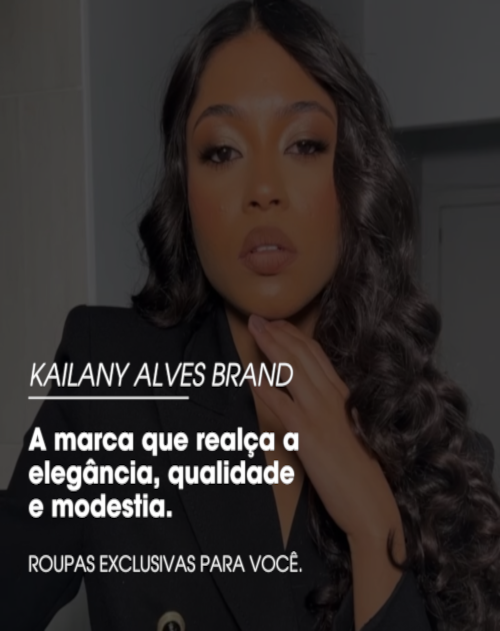 KAILANY ALVES BRAND
A marca que realça a
elegância, qualidade
e modestia.
ROUPAS EXCLUSIVAS PARA VOCÊ.